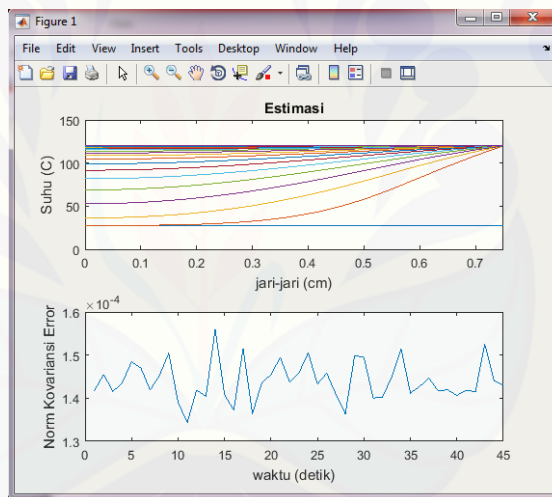 Figure 1
File Edit View Insert Tools Desktop Window Help
Estimasi
150
100
50
0
Suhu (C)
0 0.1 0.2 0.3 0.4 0.5 0.6 0.7
jari-jari (cm)
×10-4
1.6
1.5
1.4
1.3
Norm Kovariansi Error
0 5 10 15 20 25 30 35 40 45
waktu (detik)